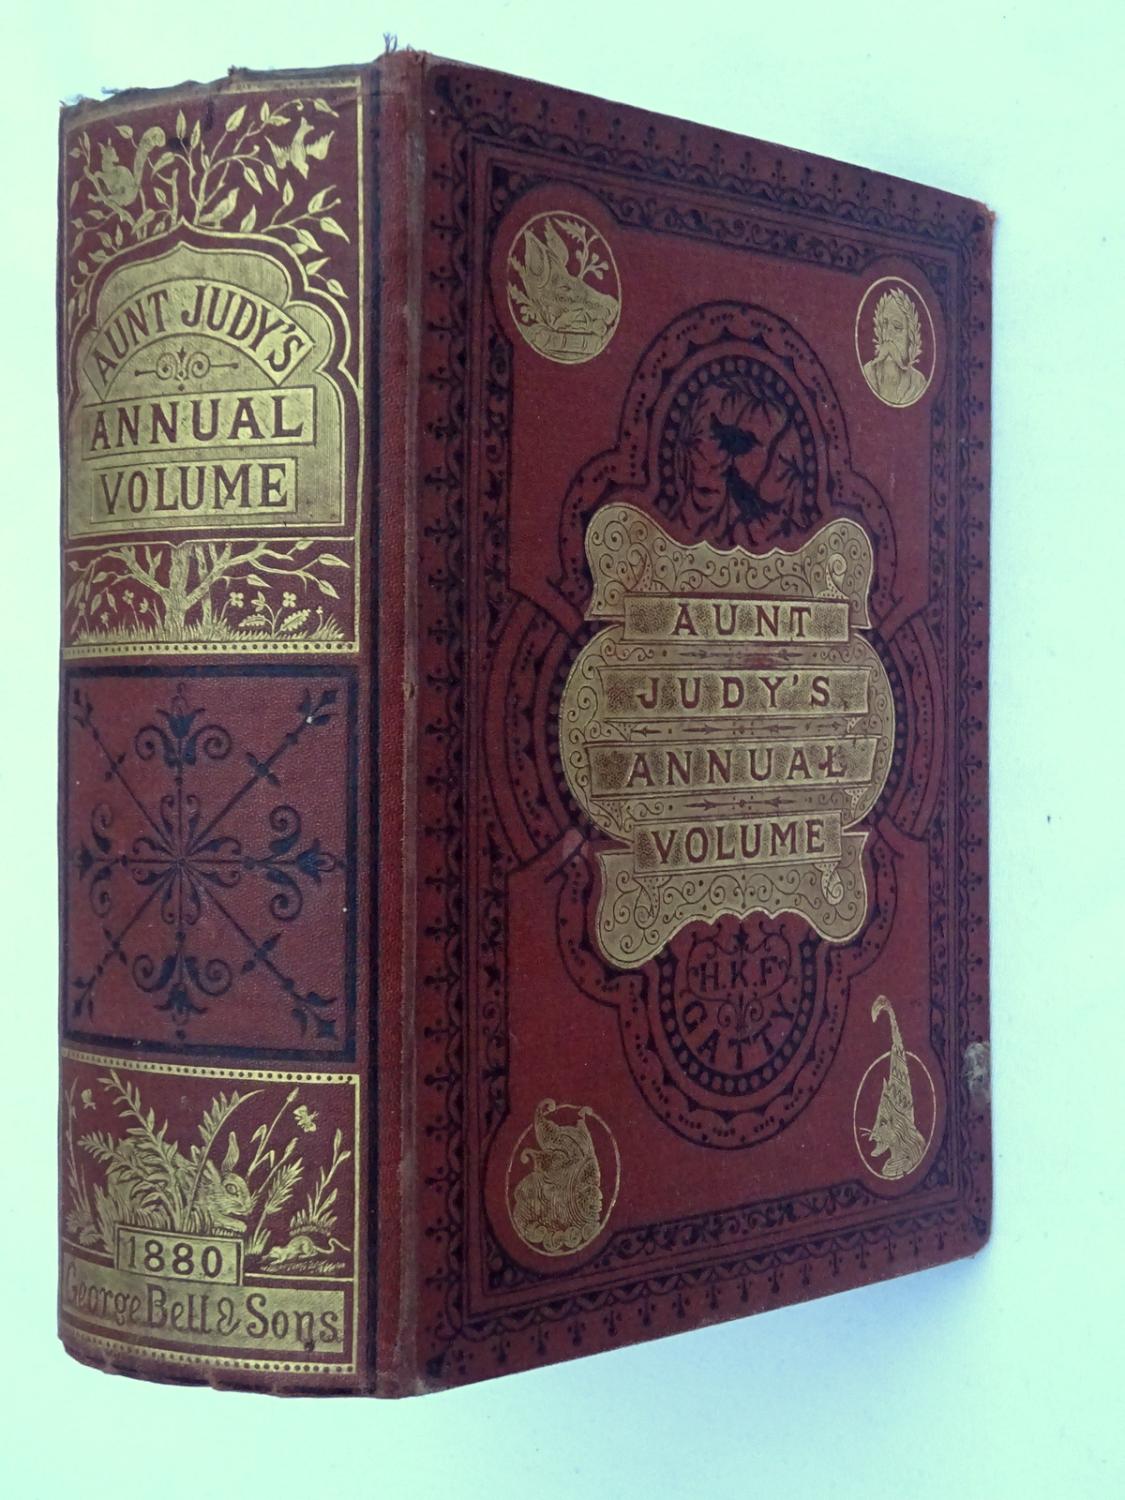 AUNT JUDY'S
ANNUAL
VOLUME
1880
George Bell & Sons
AUNT
JUDY'S
ANNUAL
VOLUME
H.K.F
GATTY